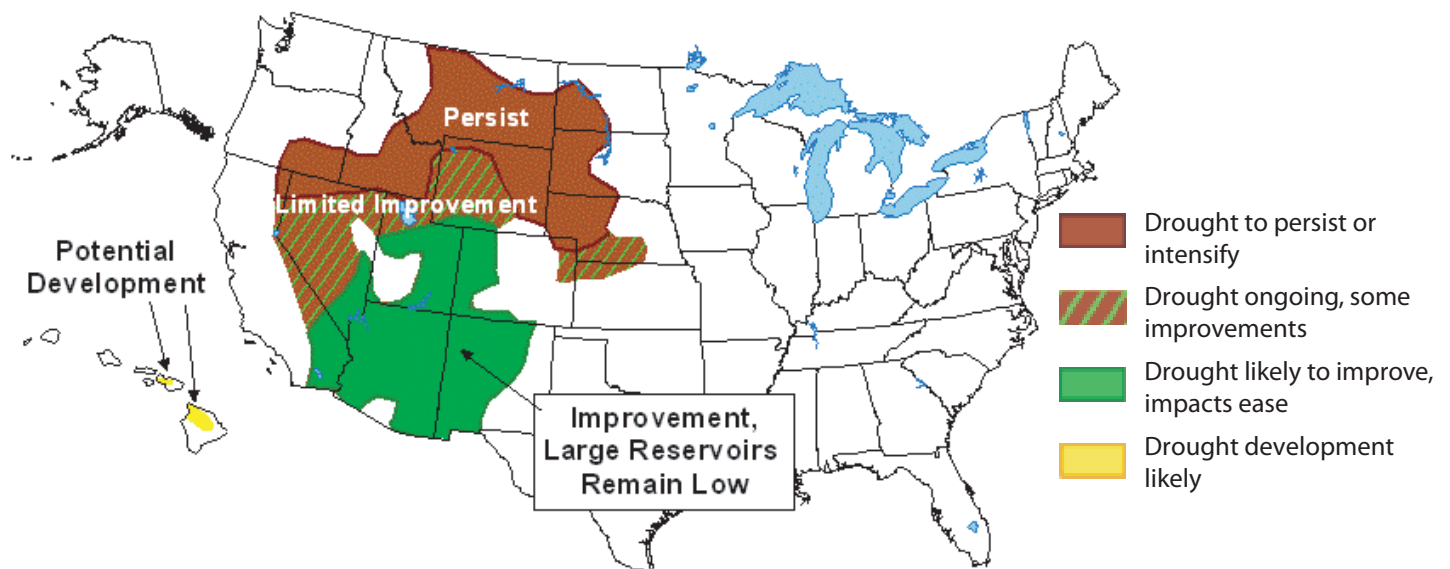 Persist
Limited Improvement
Potential
Development
Improvement,
Large Reservoirs
Remain Low
Drought to persist or
intensify
Drought ongoing, some
improvements
Drought likely to improve,
impacts ease
Drought development
likely